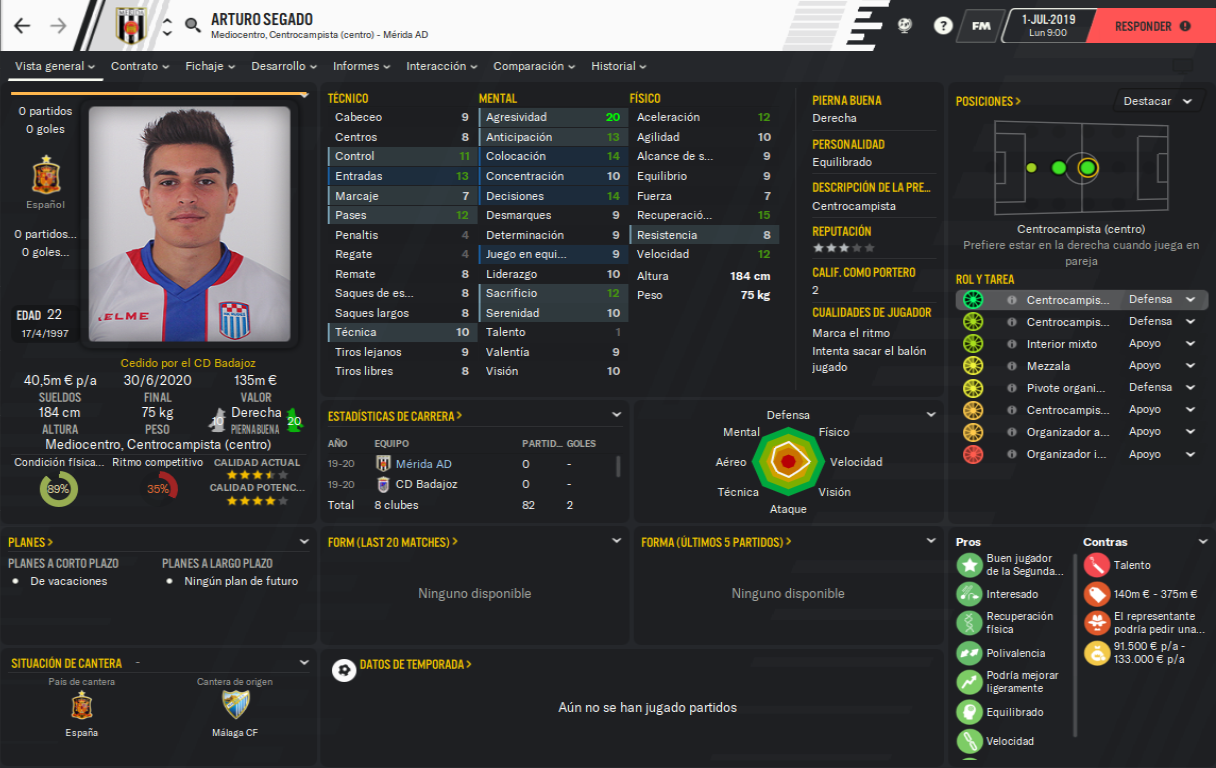 ARTURO SEGADO
Mediocentro, Centrocampista (centro) - Mérida AD
FM
1-JUL-2019
Lun 9:00
RESPONDER
Vista general
Contrato
Fichaje
Desarrollo
Informes
Interacción
Comparación
Historial
0 partidos
0 goles
Español
0 partidos...
0 goles...
EDAD 22
17/4/1997
KELME
Cedido por el CD Badajoz
40,5m € p/a
SUELDOS
30/6/2020
FINAL
135m €
VALOR
184 cm
ALTURA
75 kg
PESO
10
Derecha
PIERNA BUENA
20
Mediocentro, Centrocampista (centro)
Condición física...
89%
Ritmo competitivo
35%
CALIDAD ACTUAL
CALIDAD POTENC...
TÉCNICO
Cabeceo 9
Centros 8
Control 11
Entradas 13
Marcaje 7
Pases 12
Penaltis 4
Regate 4
Remate 8
Saques de es... 8
Saques largos 8
Técnica 10
Tiros lejanos 9
Tiros libres 8
MENTAL
Agresividad 20
Anticipación 13
Colocación 14
Concentración 10
Decisiones 14
Desmarques 9
Determinación 9
Juego en equi... 9
Liderazgo 10
Sacrificio 12
Serenidad 10
Talento 1
Valentía 9
Visión 10
FÍSICO
Aceleración 12
Agilidad 10
Alcance de s... 9
Equilibrio 9
Fuerza 7
Recuperació... 15
Resistencia 8
Velocidad 12
Altura 184 cm
Peso 75 kg
PIERNA BUENA
Derecha
PERSONALIDAD
Equilibrado
DESCRIPCIÓN DE LA PRE...
Centrocampista
REPUTACIÓN
CALIF. COMO PORTERO
2
CUALIDADES DE JUGADOR
Marca el ritmo
Intenta sacar el balón
jugado
POSICIONES >
Destacar
Centrocampista (centro)
Prefiere estar en la derecha cuando juega en
pareja
ROL Y TAREA
Centrocampis... Defensa
Centrocampis... Defensa
Interior mixto Apoyo
Mezzala Apoyo
Pivote organi... Defensa
Centrocampis... Apoyo
Organizador a... Apoyo
Organizador i... Apoyo
ESTADÍSTICAS DE CARRERA >
AÑO EQUIPO PARTID... GOLES
19-20 Mérida AD 0 -
19-20 CD Badajoz 0 -
Total 8 clubes 82 2
Defensa
Mental
Físico
Aéreo
Velocidad
Técnica
Visión
Ataque
PLANES >
PLANES A CORTO PLAZO
De vacaciones
PLANES A LARGO PLAZO
Ningún plan de futuro
FORM (LAST 20 MATCHES) >
Ninguno disponible
FORMA (ÚLTIMOS 5 PARTIDOS) >
Ninguno disponible
Pros
Buen jugador
de la Segunda...
Interesado
Recuperación
física
Polivalencia
Podría mejorar
ligeramente
Equilibrado
Velocidad
Contras
Talento
140m € - 375m €
El representante
podría pedir una...
91.500 € p/a -
133.000 € p/a
SITUACIÓN DE CANTERA -
País de cantera
España
Cantera de origen
Málaga CF
DATOS DE TEMPORADA >
Aún no se han jugado partidos